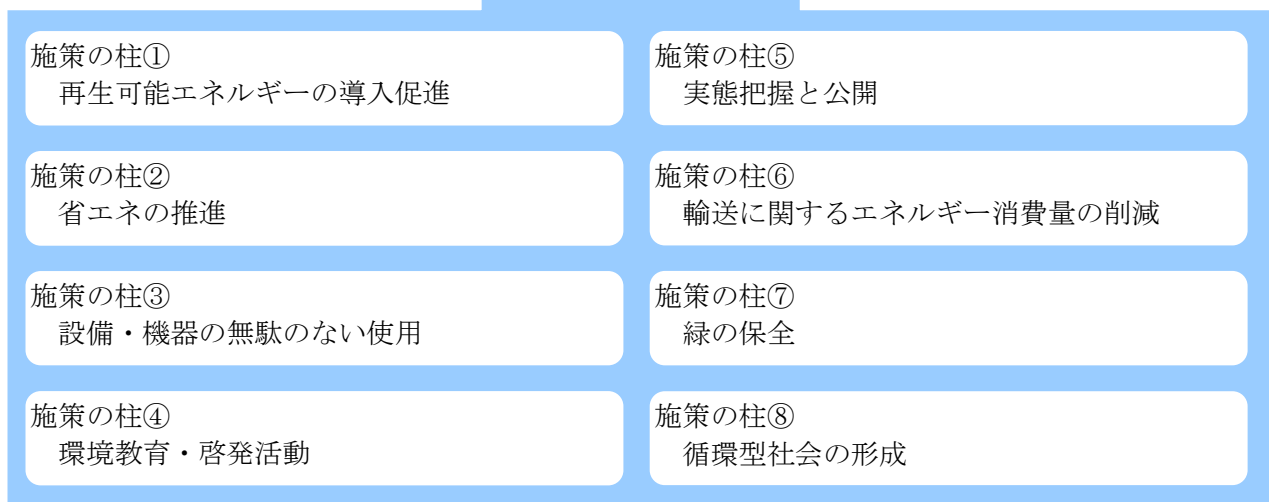 施策の柱①
再生可能エネルギーの導入促進
施策の柱②
省エネの推進
施策の柱③
設備・機器の無駄のない使用
施策の柱④
環境教育・啓発活動
施策の柱⑤
実態把握と公開
施策の柱⑥
輸送に関するエネルギー消費量の削減
施策の柱⑦
緑の保全
施策の柱⑧
循環型社会の形成